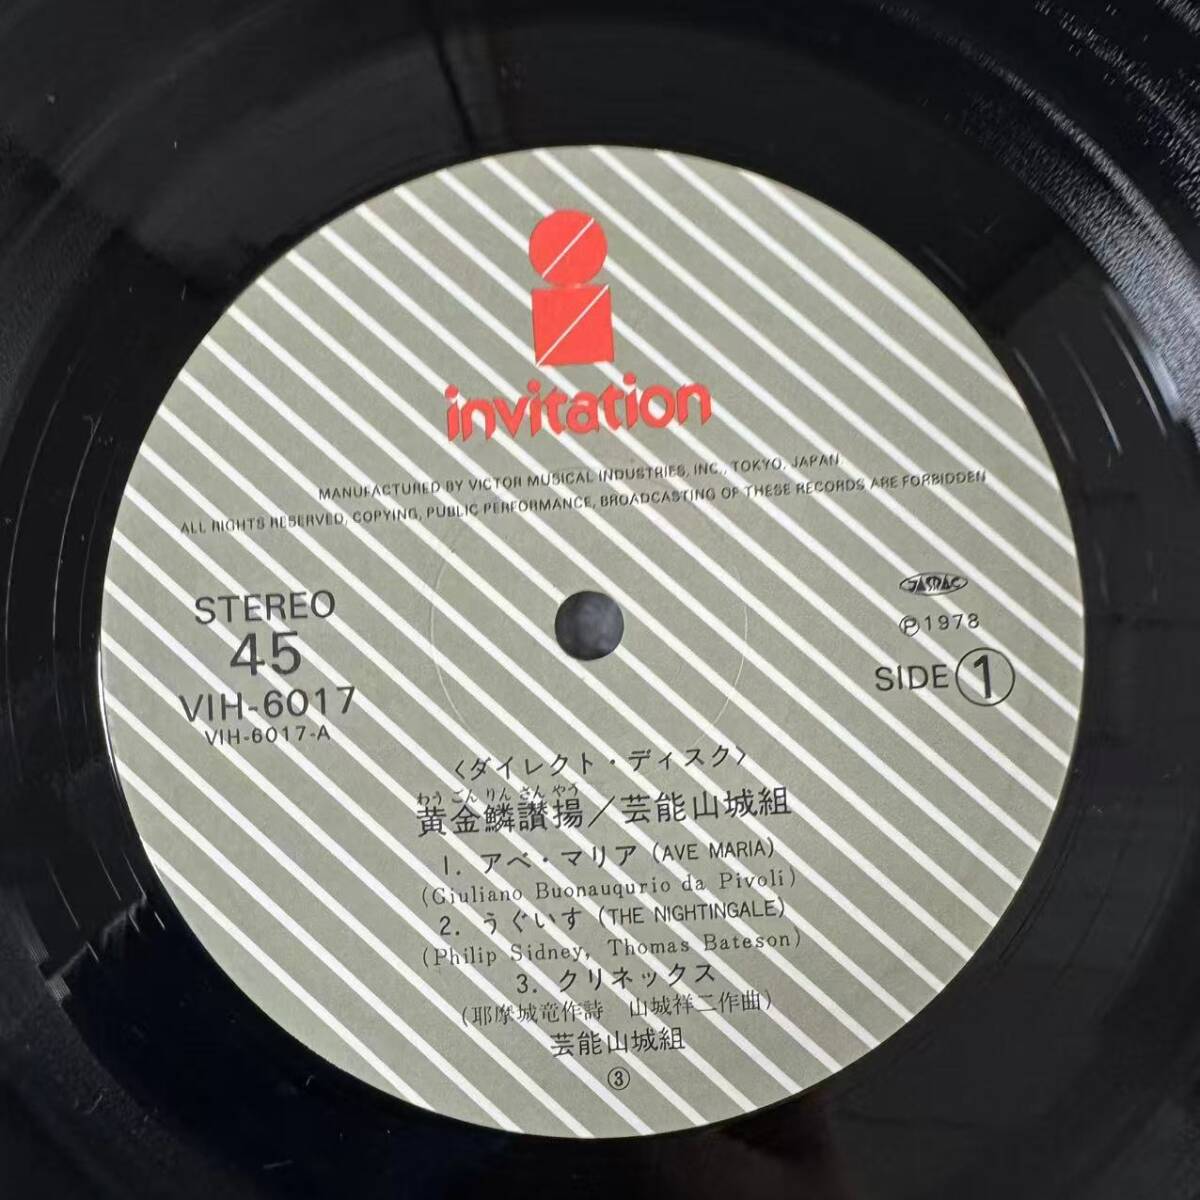 invitation
MANUFACTURED BY VICTOR MUSICAL INDUSTRIES, INC., TOKYO, JAPAN.
ALL RIGHTS RESERVED, COPYING, PUBLIC PERFORMANCE, BROADCASTING OF THESE RECORDS ARE FORBIDDEN
STEREO
45
VIH-6017
VIH-6017-A
JASRAC
Ⓟ1978
SIDE ①
〈ダイレクト・ディスク〉
わう ごん りん さん やう
黄金鱗讃揚／芸能山城組
1. アベ・マリア (AVE MARIA)
(Giuliano Buonauqurio da Pivoli)
2. うぐいす (THE NIGHTINGALE)
(Philip Sidney, Thomas Bateson)
3. クリネックス
(耶摩城竜作詩 山城祥二作曲)
芸能山城組
③